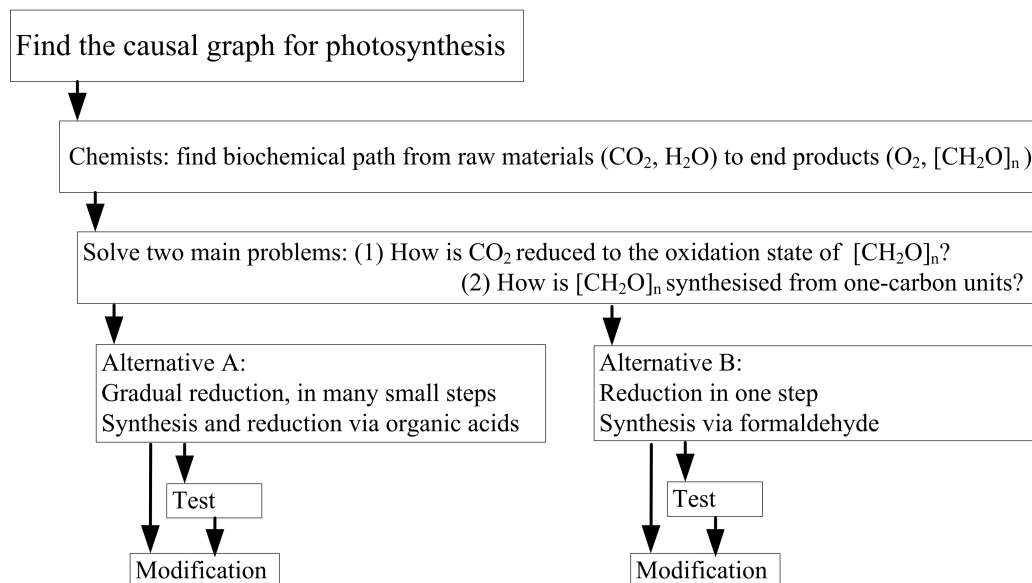 Find the causal graph for photosynthesis
Chemists: find biochemical path from raw materials (CO₂, H₂O) to end products (O₂, [CH₂O]ₙ )
Solve two main problems: (1) How is CO₂ reduced to the oxidation state of [CH₂O]ₙ?
(2) How is [CH₂O]ₙ synthesised from one-carbon units?
Alternative A:
Gradual reduction, in many small steps
Synthesis and reduction via organic acids
Alternative B:
Reduction in one step
Synthesis via formaldehyde
Test
Test
Modification
Modification